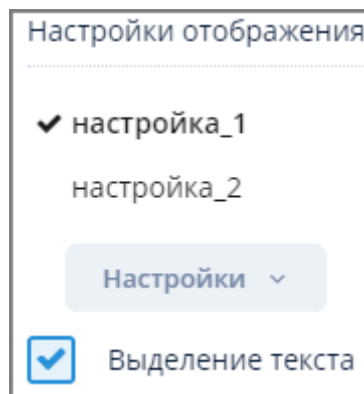 Настройки отображения
настройка_1
настройка_2
Настройки
Выделение текста